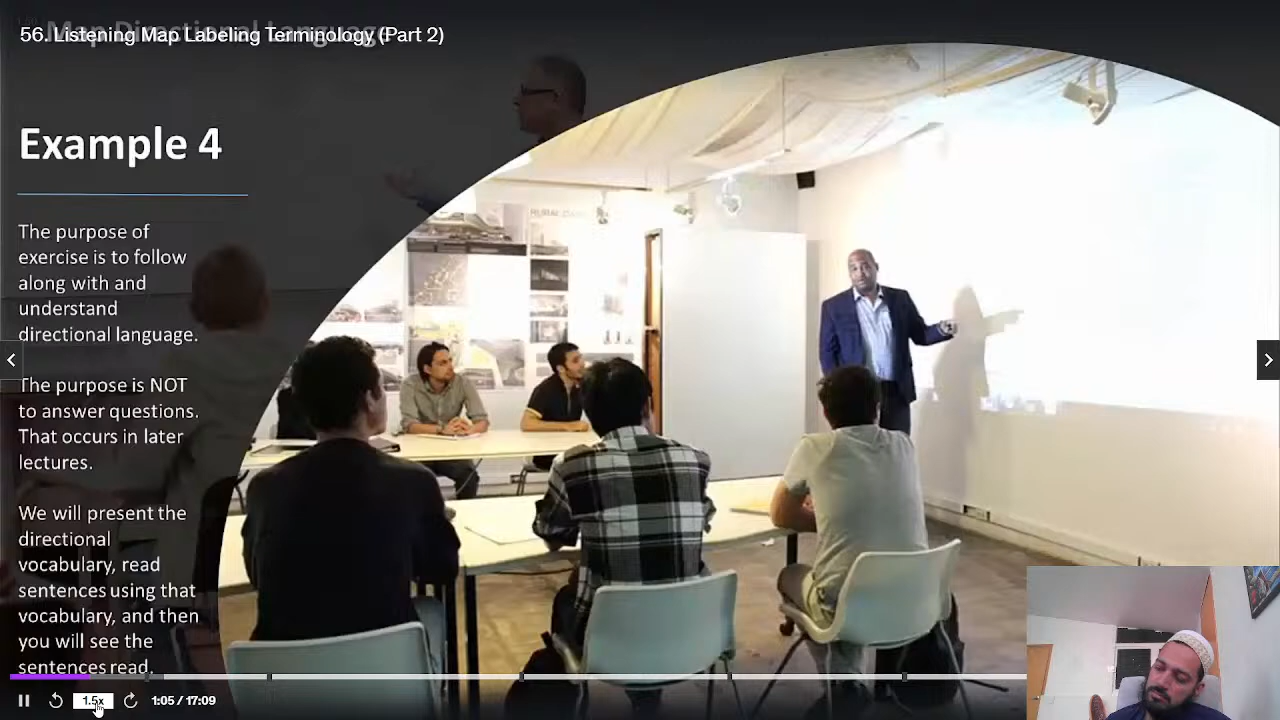 56. Listening Map Labeling Terminology (Part 2)
Example 4
The purpose of
exercise is to follow
along with and
understand
directional language.
The purpose is NOT
to answer questions.
That occurs in later
lectures.
We will present the
directional
vocabulary, read
sentences using that
vocabulary, and then
you will see the
sentences read.
1.5x
1:05 / 17:09